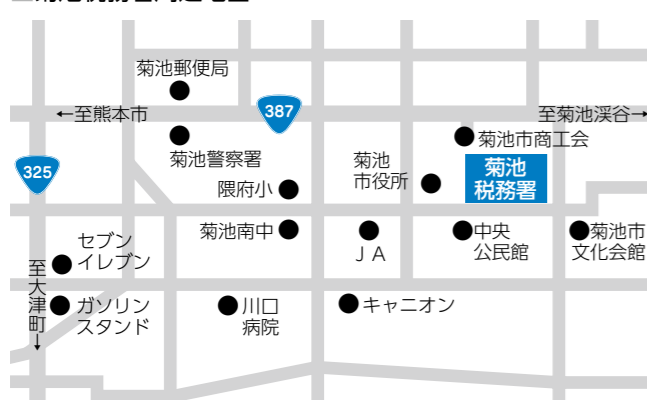 菊池郵便局
←至熊本市
387
至菊池渓谷→
菊池市商工会
菊池警察署
325
菊池
市役所
菊池
税務署
隈府小
菊池南中
ＪＡ
中央
公民館
菊池市
文化会館
セブン
イレブン
至大津町↓
ガソリン
スタンド
川口
病院
キャニオン